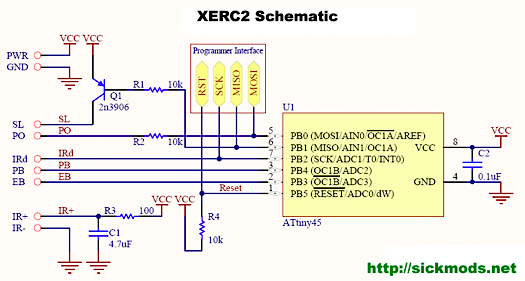 XERC2 Schematic
VCC VCC
Programmer Interface
PWR
GND
RST
SCK
MISO
MOSI
Q1
2n3906
R1
10k
U1
SL
SL
PO
PO
R2
10k
IRd
IRd
PB
PB
EB
EB
Reset
5
6
7
3
2
1
PB0 (MOSI/AIN0/OC1A/AREF)
PB1 (MISO/AIN1/OC1A)
PB2 (SCK/ADC1/T0/INT0)
PB4 (OC1B/ADC2)
PB3 (OC1B/ADC3)
PB5 (RESET/ADC0/dW)
VCC
GND
8
4
VCC
C2
0.1uF
ATtiny45
IR+
IR+
IR-
R3
100
VCC VCC
C1
4.7uF
R4
10k
http://sickmods.net